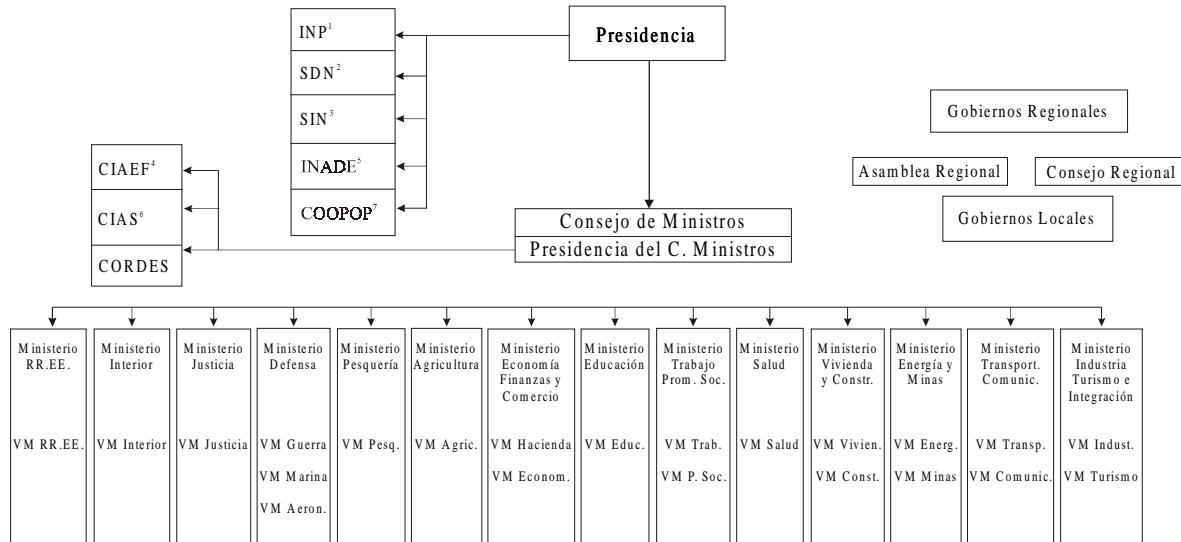 INP¹
Presidencia
SDN²
SIN³
INADE⁵
COOPOP⁷
CIAEF⁴
CIAS⁶
CORDES
Consejo de Ministros
Presidencia del C. Ministros
Gobiernos Regionales
Asamblea Regional
Consejo Regional
Gobiernos Locales
Ministerio
RR.EE.
VM RR.EE.
Ministerio
Interior
VM Interior
Ministerio
Justicia
VM Justicia
Ministerio
Defensa
VM Guerra
VM Marina
VM Aeron.
Ministerio
Pesquería
VM Pesq.
Ministerio
Agricultura
VM Agric.
Ministerio
Economía
Finanzas y
Comercio
VM Hacienda
VM Econom.
Ministerio
Educación
VM Educ.
Ministerio
Trabajo
Prom. Soc.
VM Trab.
VM P. Soc.
Ministerio
Salud
VM Salud
Ministerio
Vivienda
y Constr.
VM Vivien.
VM Const.
Ministerio
Energía y
Minas
VM Energ.
VM Minas
Ministerio
Transport.
Comunic.
VM Transp.
VM Comunic.
Ministerio
Industria
Turismo e
Integración
VM Indust.
VM Turismo